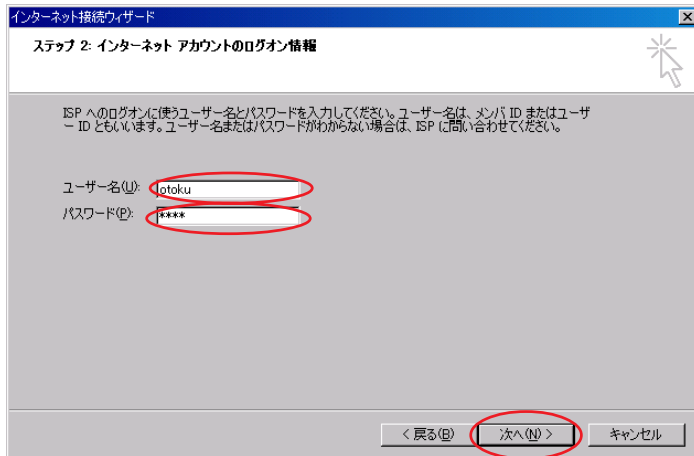 インターネット接続ウィザード
ステップ 2: インターネット アカウントのログオン情報
ISP へのログオンに使うユーザー名とパスワードを入力してください。ユーザー名は、メンバ ID またはユーザ
ー ID ともいいます。ユーザー名またはパスワードがわからない場合は、ISP に問い合わせてください。
ユーザー名(U): jotoku
パスワード(P): ****
< 戻る(B) 次へ(N) > キャンセル